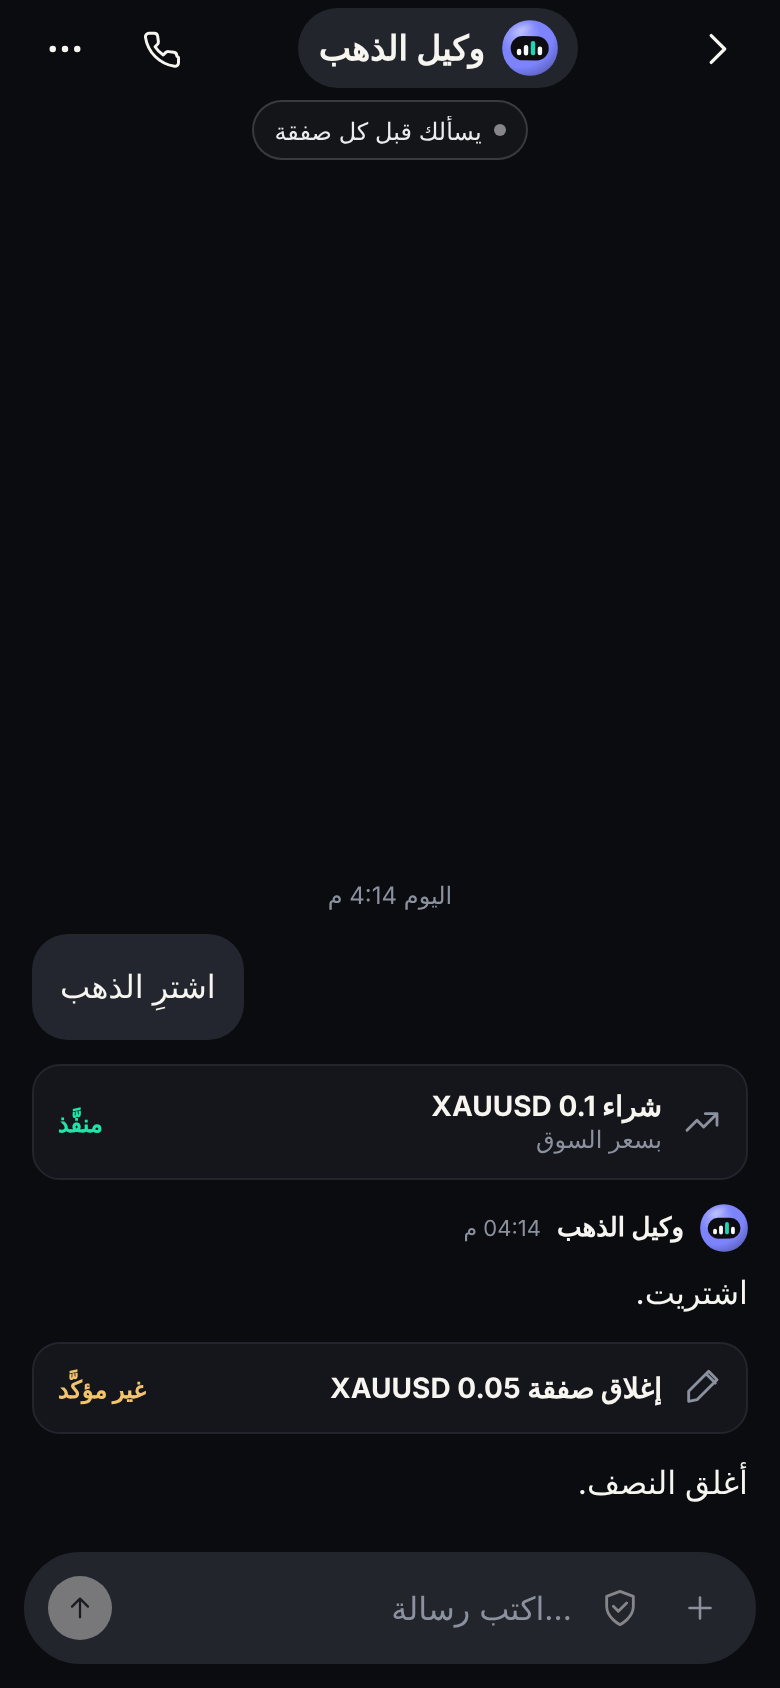 وكيل الذهب
يسألك قبل كل صفقة
اليوم 4:14 م
اشترِ الذهب
شراء XAUUSD 0.1
بسعر السوق
منفَّذ
وكيل الذهب 04:14 م
اشتريت.
إغلاق صفقة XAUUSD 0.05
غير مؤكَّد
أغلق النصف.
اكتب رسالة...